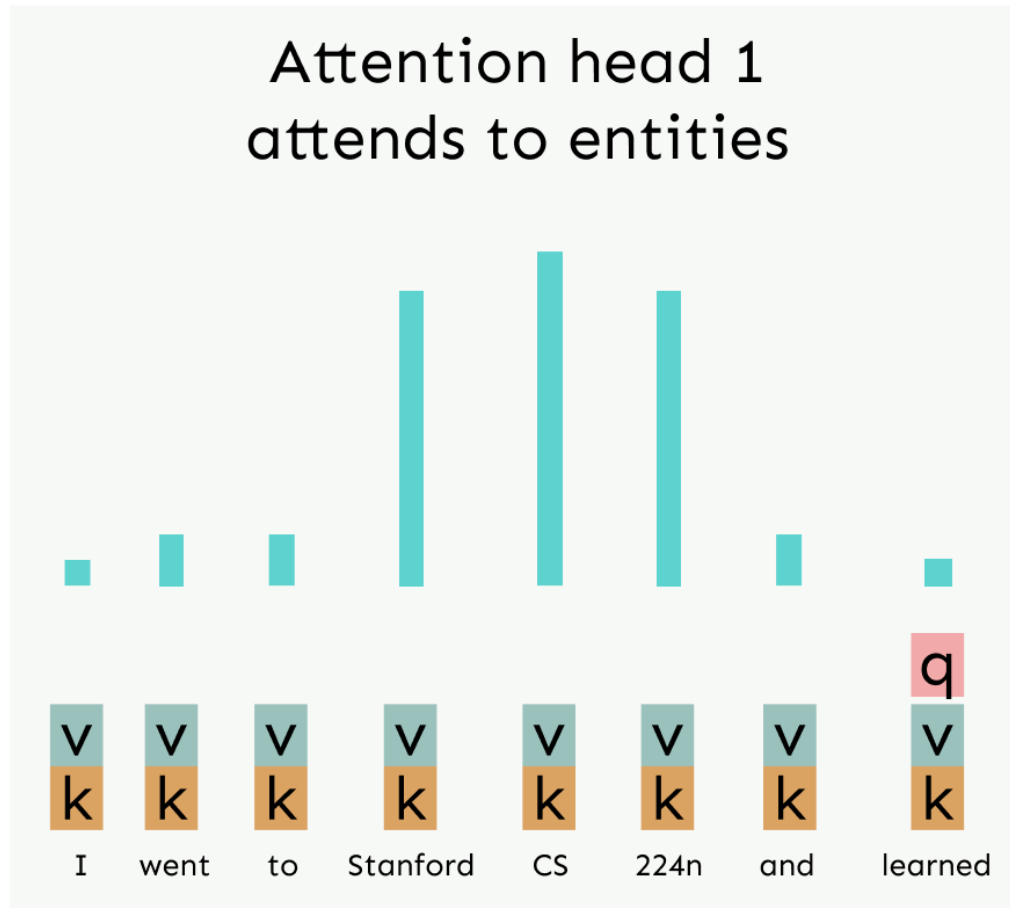 Attention head 1
attends to entities
q
v v v v v v v v
k k k k k k k k
I went to Stanford CS 224n and learned